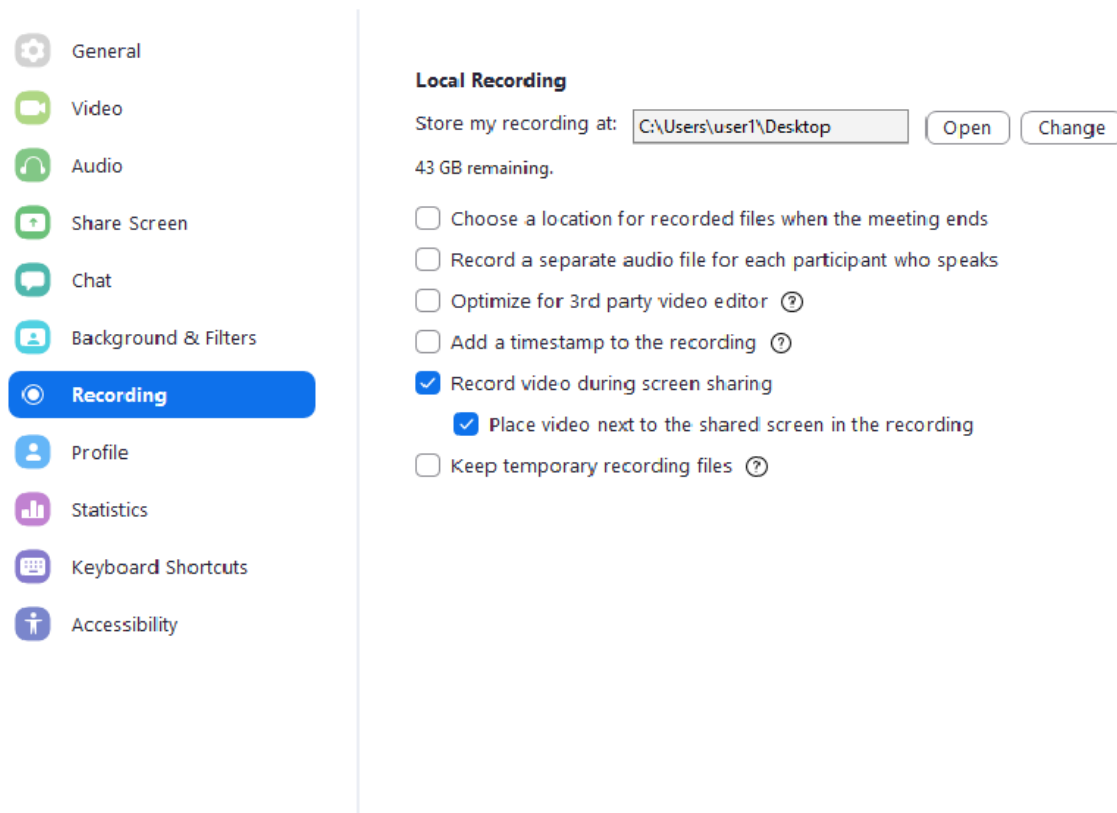 General
Video
Audio
Share Screen
Chat
Background & Filters
Recording
Profile
Statistics
Keyboard Shortcuts
Accessibility
Local Recording
Store my recording at: C:\Users\user1\Desktop Open Change
43 GB remaining.
Choose a location for recorded files when the meeting ends
Record a separate audio file for each participant who speaks
Optimize for 3rd party video editor ?
Add a timestamp to the recording ?
Record video during screen sharing
Place video next to the shared screen in the recording
Keep temporary recording files ?